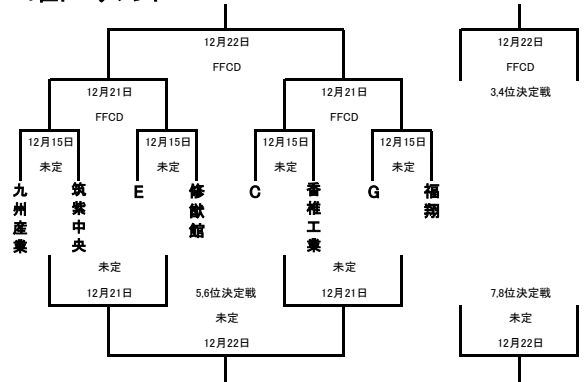 12月22日
FFCD
12月22日
FFCD
3,4位決定戦
12月21日
FFCD
12月21日
FFCD
12月15日
未定
12月15日
未定
12月15日
未定
12月15日
未定
九州産業
筑紫中央
E
修猷館
C
香椎工業
G
福翔
未定
12月21日
未定
12月21日
5,6位決定戦
未定
12月22日
7,8位決定戦
未定
12月22日